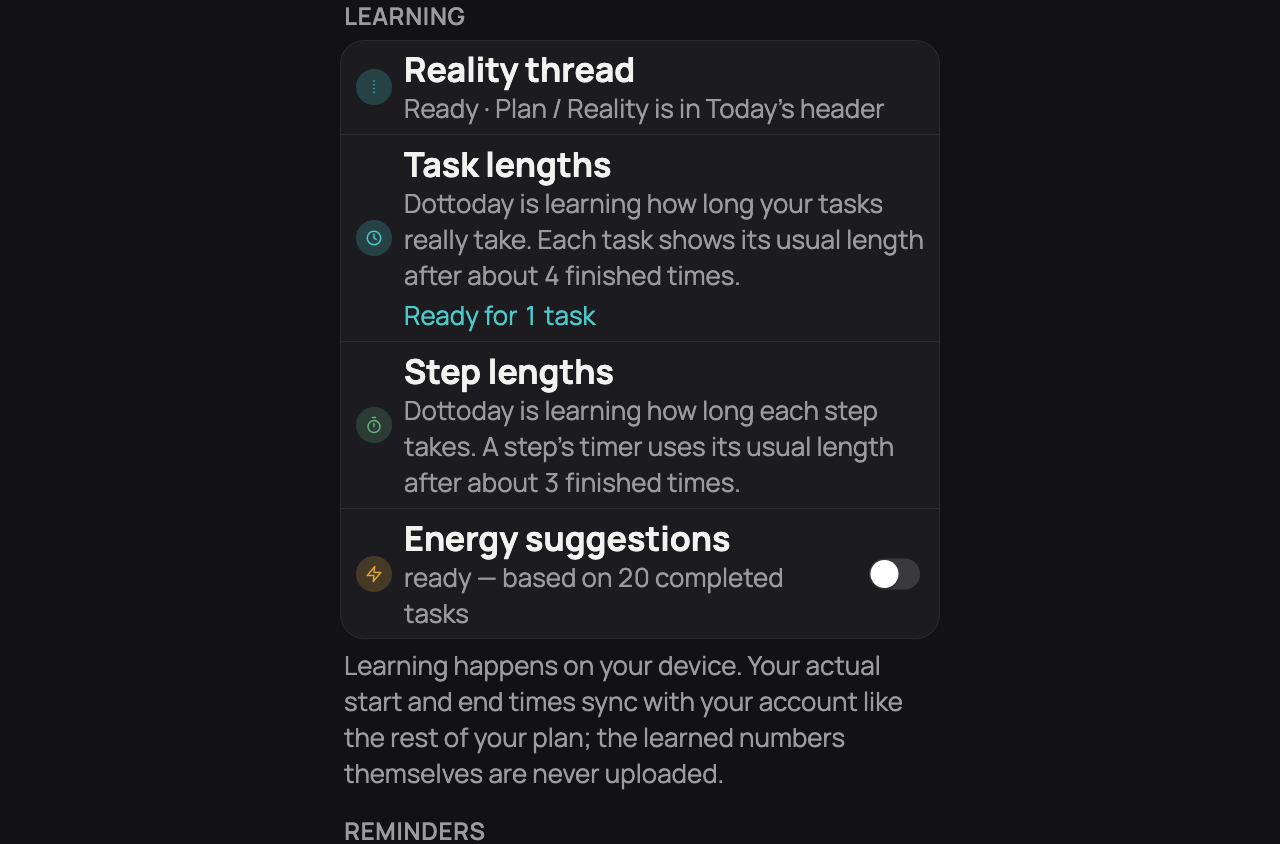 LEARNING
Reality thread
Ready · Plan / Reality is in Today's header
Task lengths
Dottoday is learning how long your tasks
really take. Each task shows its usual length
after about 4 finished times.
Ready for 1 task
Step lengths
Dottoday is learning how long each step
takes. A step's timer uses its usual length
after about 3 finished times.
Energy suggestions
ready — based on 20 completed
tasks
Learning happens on your device. Your actual
start and end times sync with your account like
the rest of your plan; the learned numbers
themselves are never uploaded.
REMINDERS